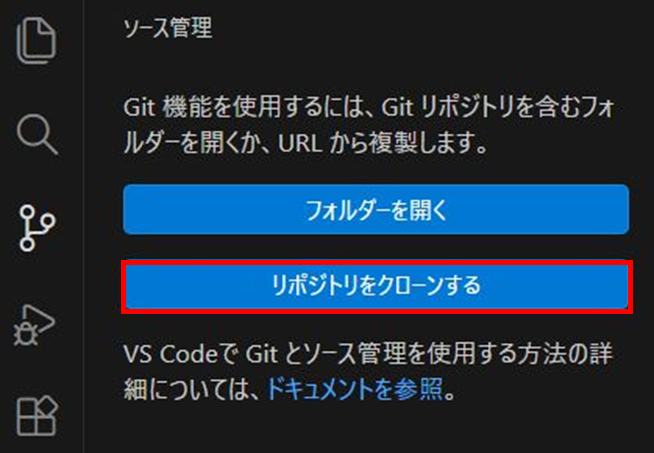 ソース管理
Git 機能を使用するには、Git リポジトリを含むフォ
ルダーを開くか、URL から複製します。
フォルダーを開く
リポジトリをクローンする
VS Codeで Git とソース管理を使用する方法の詳
細については、ドキュメントを参照。